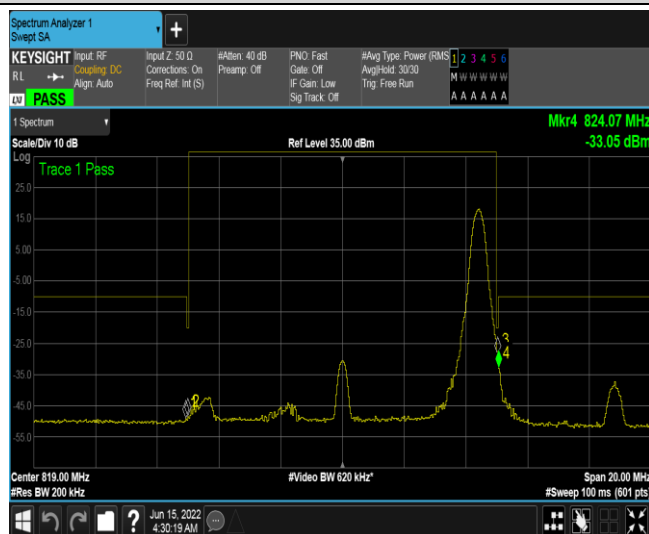 Spectrum Analyzer 1
Swept SA
+
KEYSIGHT Input: RF Input Z: 50 Ω #Atten: 40 dB PNO: Fast #Avg Type: Power (RMS 1 2 3 4 5 6
RL Coupling: DC Corrections: On Preamp: Off Gate: Off Avg|Hold: 30/30 M W W W W W
Align: Auto Freq Ref: Int (S) IF Gain: Low Trig: Free Run
LXI PASS Sig Track: Off A A A A A A
1 Spectrum Mkr4 824.07 MHz
Scale/Div 10 dB Ref Level 35.00 dBm -33.05 dBm
Log
Trace 1 Pass
25.0
15.0
5.00
-5.00
-15.0
-25.0
3
4
-35.0
-45.0
-55.0
Center 819.00 MHz #Video BW 620 kHz* Span 20.00 MHz
#Res BW 200 kHz #Sweep 100 ms (601 pts)
? Jun 15, 2022
4:30:19 AM